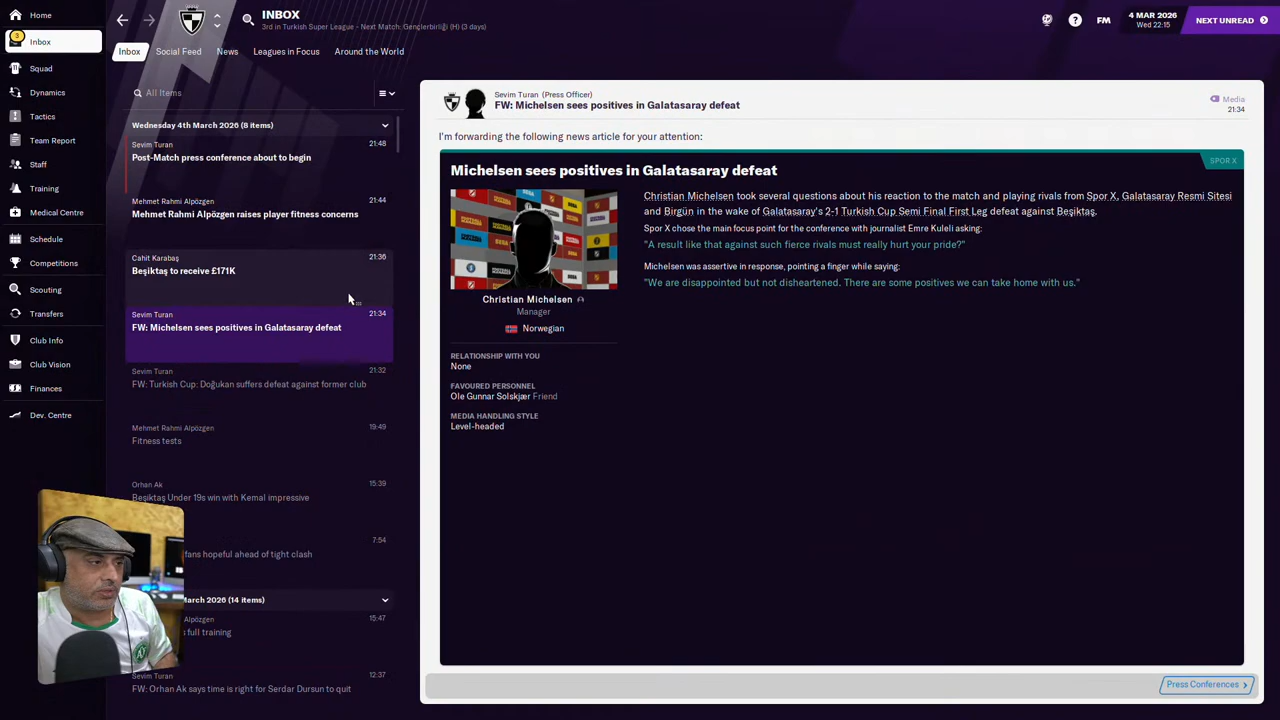 Home
INBOX
3rd in Turkish Super League - Next Match: Gençlerbirliği (H) (3 days)
FM
4 MAR 2026
Wed 22:15
NEXT UNREAD
3
Inbox
Squad
Dynamics
Tactics
Team Report
Staff
Training
Medical Centre
Schedule
Competitions
Scouting
Transfers
Club Info
Club Vision
Finances
Dev. Centre
Inbox
Social Feed
News
Leagues in Focus
Around the World
All Items
Wednesday 4th March 2026 (8 items)
Sevim Turan
21:48
Post-Match press conference about to begin
Mehmet Rahmi Alpözgen
21:44
Mehmet Rahmi Alpözgen raises player fitness concerns
Cahit Karabaş
21:36
Beşiktaş to receive £171K
Sevim Turan
21:34
FW: Michelsen sees positives in Galatasaray defeat
Sevim Turan
21:32
FW: Turkish Cup: Doğukan suffers defeat against former club
Mehmet Rahmi Alpözgen
19:49
Fitness tests
Orhan Ak
15:39
Beşiktaş Under 19s win with Kemal impressive
7:54
fans hopeful ahead of tight clash
March 2026 (14 items)
Alpözgen
15:47
full training
Sevim Turan
12:37
FW: Orhan Ak says time is right for Serdar Dursun to quit
Sevim Turan (Press Officer)
FW: Michelsen sees positives in Galatasaray defeat
Media
21:34
I'm forwarding the following news article for your attention:
Michelsen sees positives in Galatasaray defeat
SPOR X
Christian Michelsen took several questions about his reaction to the match and playing rivals from Spor X, Galatasaray Resmi Sitesi
and Birgün in the wake of Galatasaray's 2-1 Turkish Cup Semi Final First Leg defeat against Beşiktaş.
Spor X chose the main focus point for the conference with journalist Emre Kuleli asking:
"A result like that against such fierce rivals must really hurt your pride?"
Michelsen was assertive in response, pointing a finger while saying:
"We are disappointed but not disheartened. There are some positives we can take home with us."
Christian Michelsen
Manager
Norwegian
RELATIONSHIP WITH YOU
None
FAVOURED PERSONNEL
Ole Gunnar Solskjær Friend
MEDIA HANDLING STYLE
Level-headed
Press Conferences